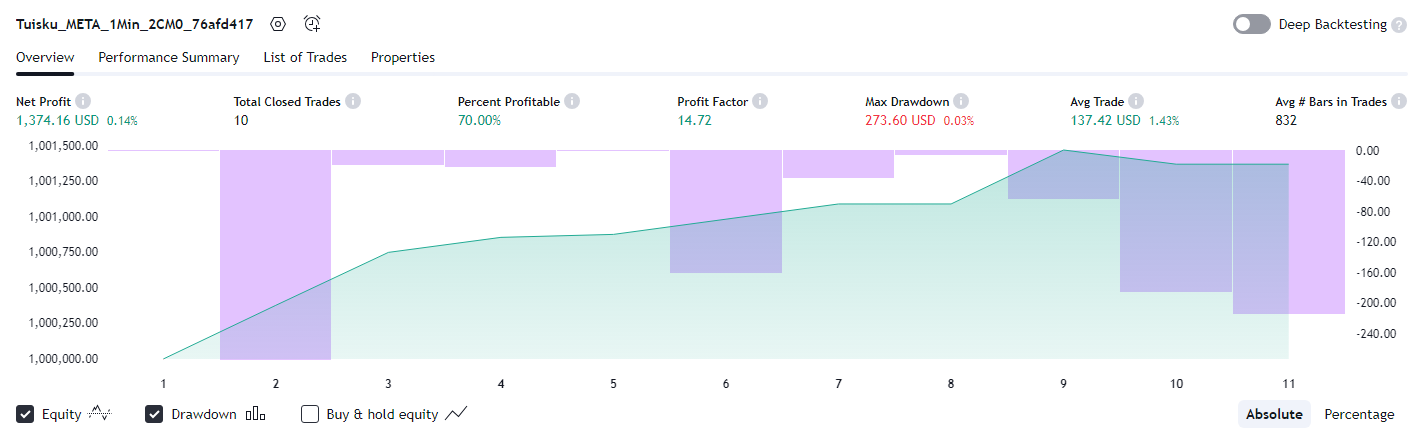 Tuisku_META_1Min_2CM0_76afd417 Deep Backtesting ?
Overview Performance Summary List of Trades Properties
Net Profit Total Closed Trades Percent Profitable Profit Factor Max Drawdown Avg Trade Avg # Bars in Trades
1,374.16 USD 0.14% 10 70.00% 14.72 273.60 USD 0.03% 137.42 USD 1.43% 832
1,001,500.00 0.00
1,001,250.00 -40.00
1,001,000.00 -80.00
1,000,750.00 -120.00
1,000,500.00 -160.00
1,000,250.00 -200.00
1,000,000.00 -240.00
1 2 3 4 5 6 7 8 9 10 11
Equity Drawdown Buy & hold equity Absolute Percentage